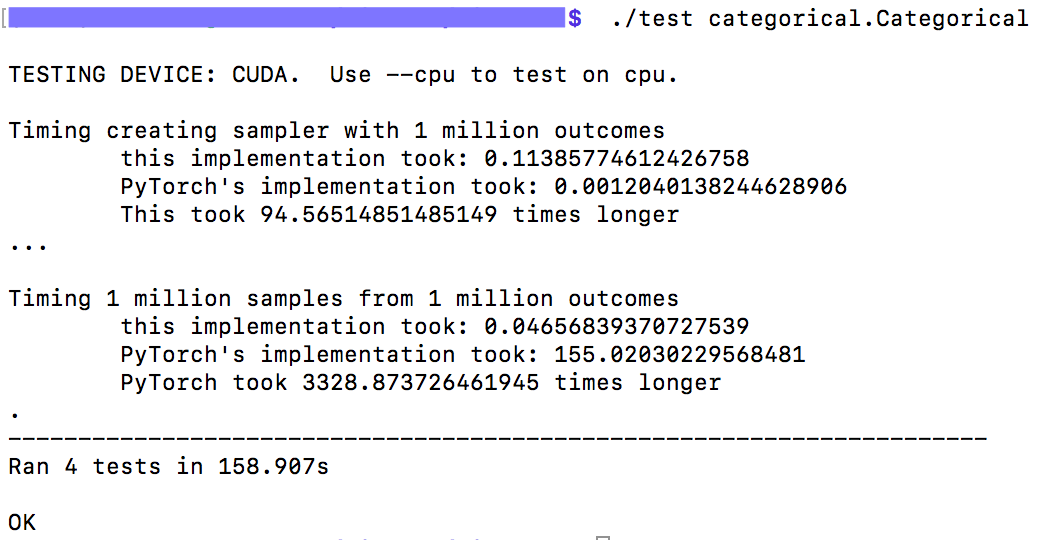 $ ./test categorical.Categorical
TESTING DEVICE: CUDA. Use --cpu to test on cpu.
Timing creating sampler with 1 million outcomes
this implementation took: 0.11385774612426758
PyTorch's implementation took: 0.0012040138244628906
This took 94.56514851485149 times longer
...
Timing 1 million samples from 1 million outcomes
this implementation took: 0.04656839370727539
PyTorch's implementation took: 155.02030229568481
PyTorch took 3328.873726461945 times longer
.
----------------------------------------------------------------------
Ran 4 tests in 158.907s
OK